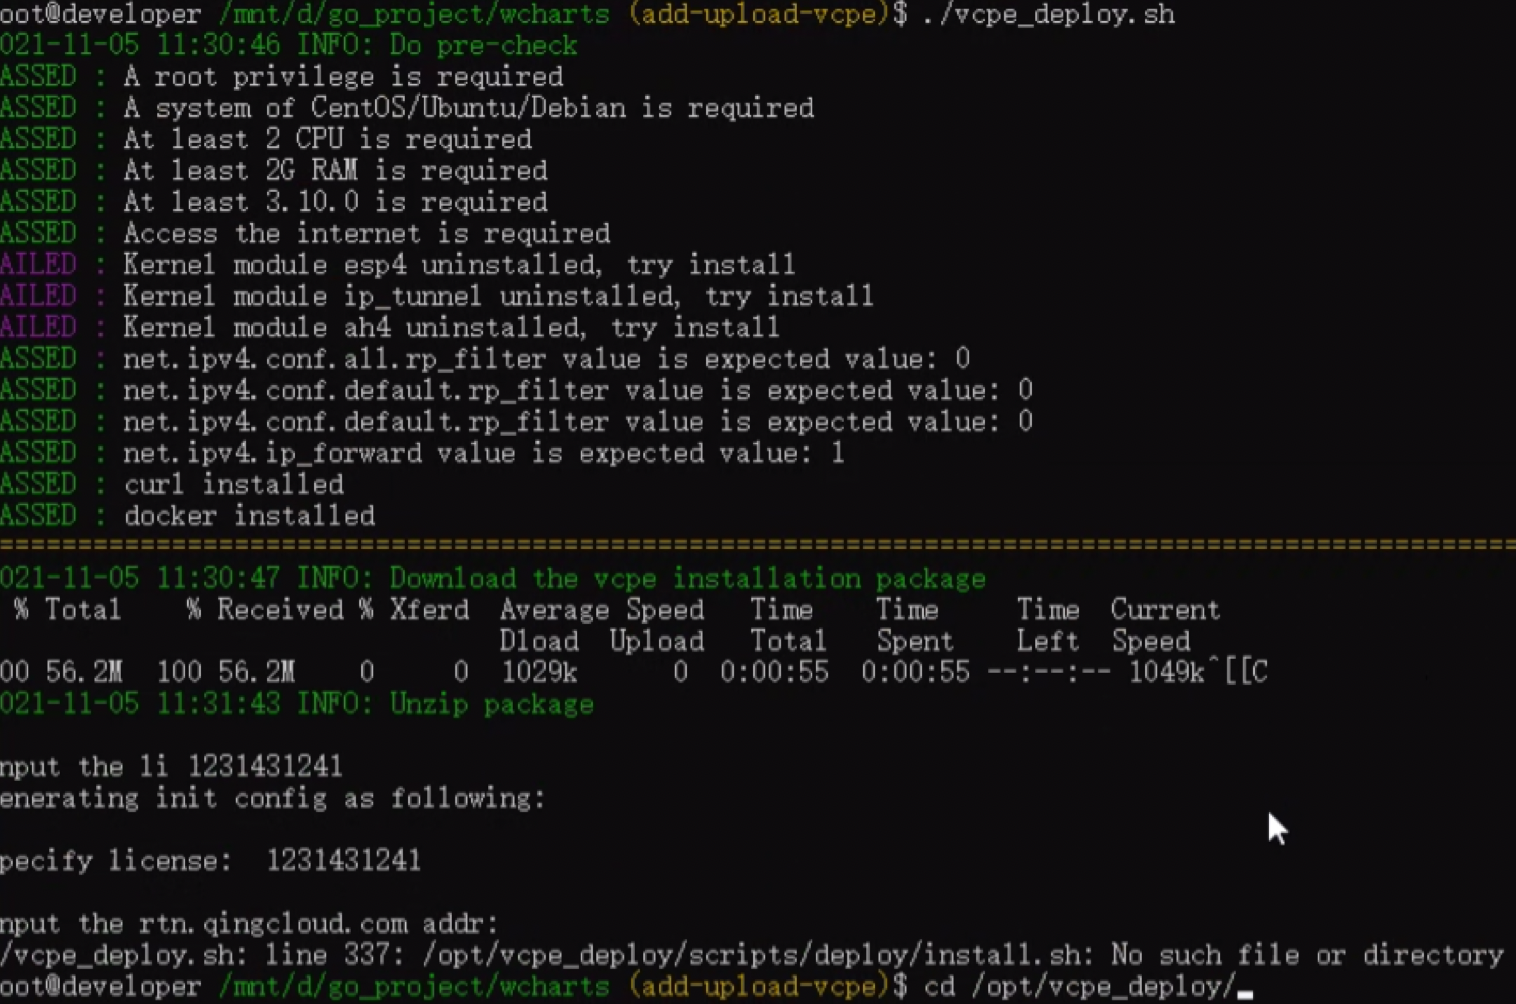 oot@developer /mnt/d/go_project/wcharts (add-upload-vcpe)$ ./vcpe_deploy.sh
021-11-05 11:30:46 INFO: Do pre-check
ASSED : A root privilege is required
ASSED : A system of CentOS/Ubuntu/Debian is required
ASSED : At least 2 CPU is required
ASSED : At least 2G RAM is required
ASSED : At least 3.10.0 is required
ASSED : Access the internet is required
AILED : Kernel module esp4 uninstalled, try install
AILED : Kernel module ip_tunnel uninstalled, try install
AILED : Kernel module ah4 uninstalled, try install
ASSED : net.ipv4.conf.all.rp_filter value is expected value: 0
ASSED : net.ipv4.conf.default.rp_filter value is expected value: 0
ASSED : net.ipv4.conf.default.rp_filter value is expected value: 0
ASSED : net.ipv4.ip_forward value is expected value: 1
ASSED : curl installed
ASSED : docker installed
================================================================================================
021-11-05 11:30:47 INFO: Download the vcpe installation package
% Total % Received % Xferd Average Speed Time Time Time Current
Dload Upload Total Spent Left Speed
00 56.2M 100 56.2M 0 0 1029k 0 0:00:55 0:00:55 --:--:-- 1049k^[[C
021-11-05 11:31:43 INFO: Unzip package
nput the li 1231431241
enerating init config as following:
pecify license: 1231431241
nput the rtn.qingcloud.com addr:
/vcpe_deploy.sh: line 337: /opt/vcpe_deploy/scripts/deploy/install.sh: No such file or directory
oot@developer /mnt/d/go_project/wcharts (add-upload-vcpe)$ cd /opt/vcpe_deploy/